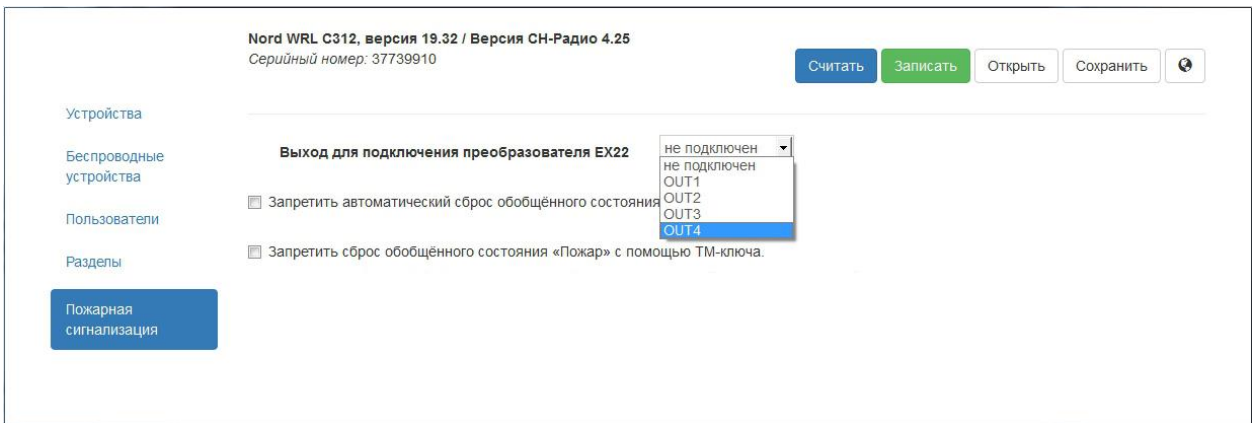 Nord WRL C312, версия 19.32 / Версия СН-Радио 4.25
Серийный номер: 37739910
Считать
Записать
Открыть
Сохранить
Устройства
Беспроводные
устройства
Пользователи
Разделы
Пожарная
сигнализация
Выход для подключения преобразователя EX22
не подключен
не подключен
OUT1
OUT2
OUT3
OUT4
Запретить автоматический сброс обобщённого состояния
Запретить сброс обобщённого состояния «Пожар» с помощью ТМ-ключа.